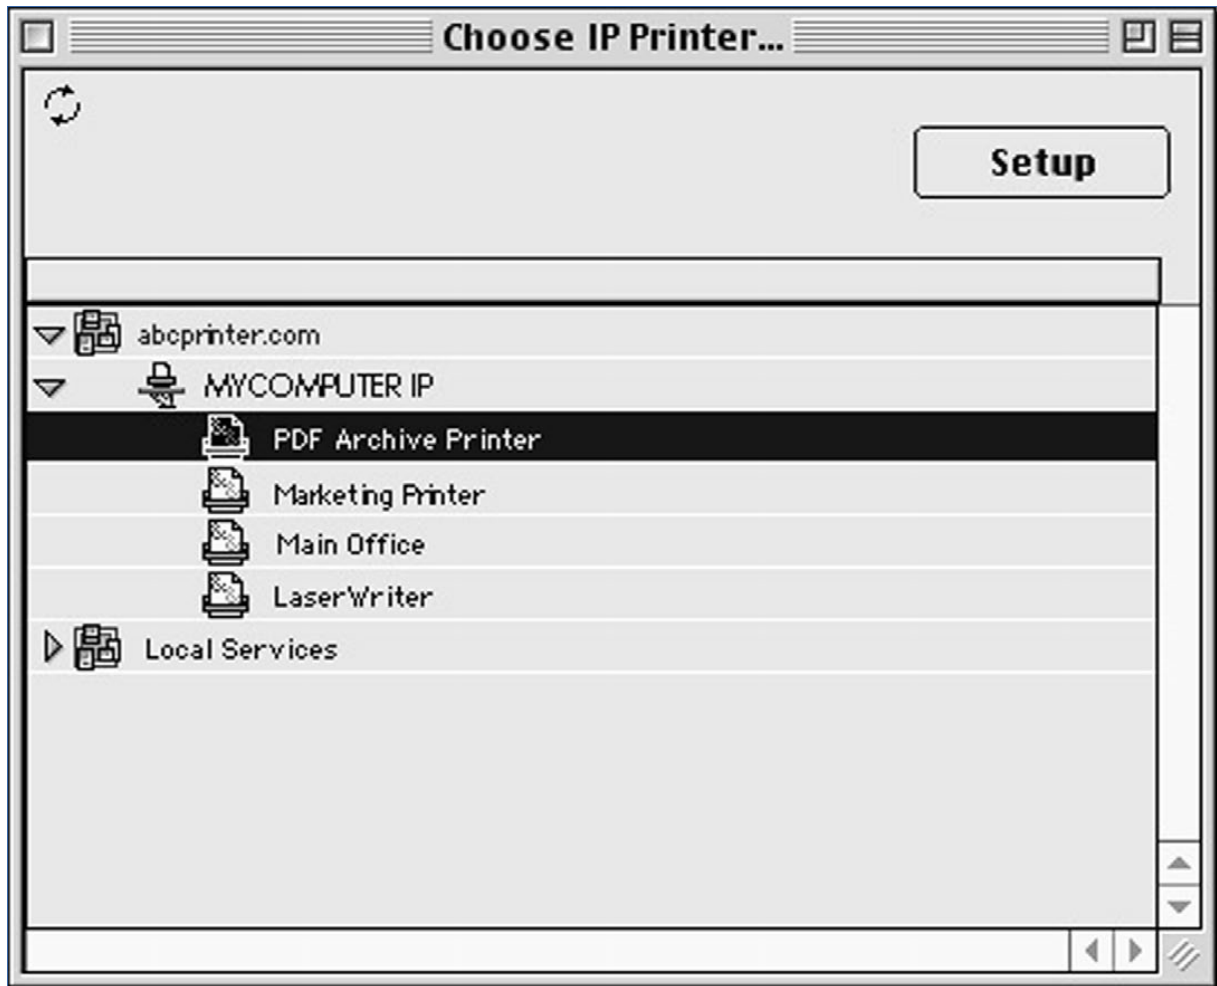 Choose IP Printer...
Setup
abcprinter.com
MYCOMPUTER IP
PDF Archive Printer
Marketing Printer
Main Office
LaserWriter
Local Services